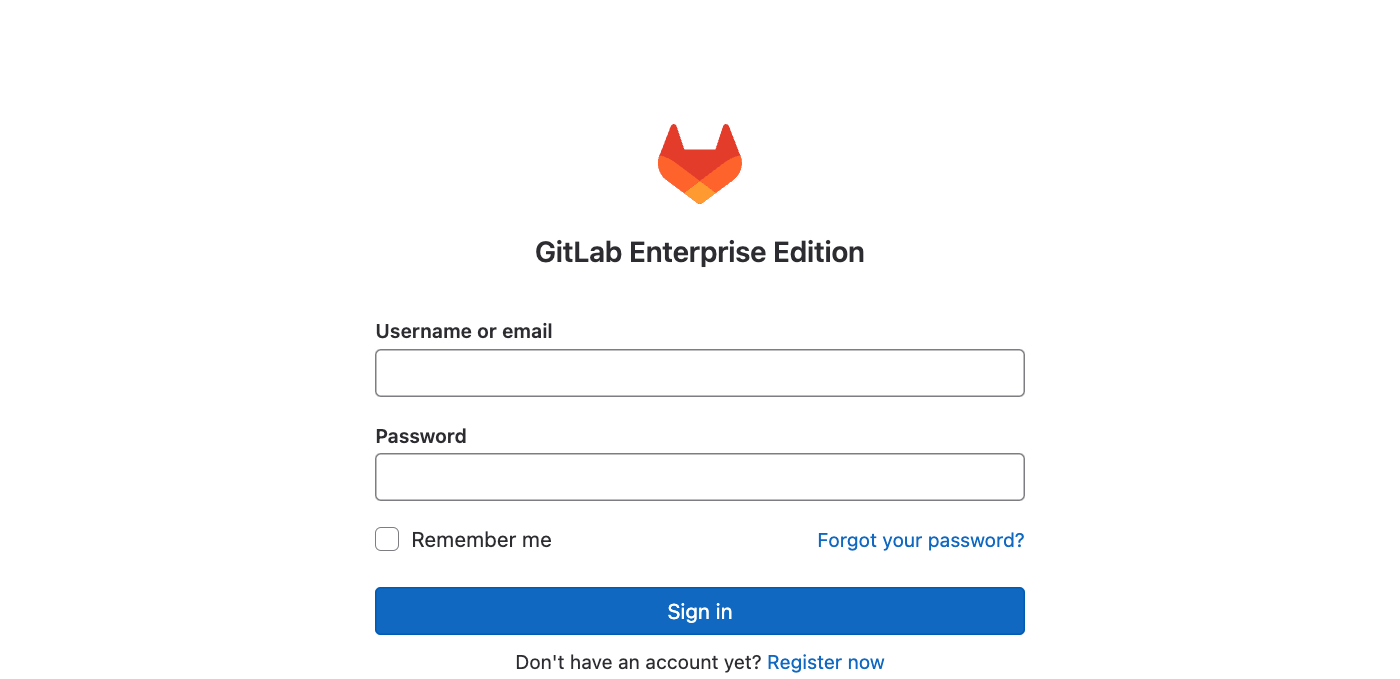 GitLab Enterprise Edition
Username or email
Password
Remember me
Forgot your password?
Sign in
Don't have an account yet? Register now